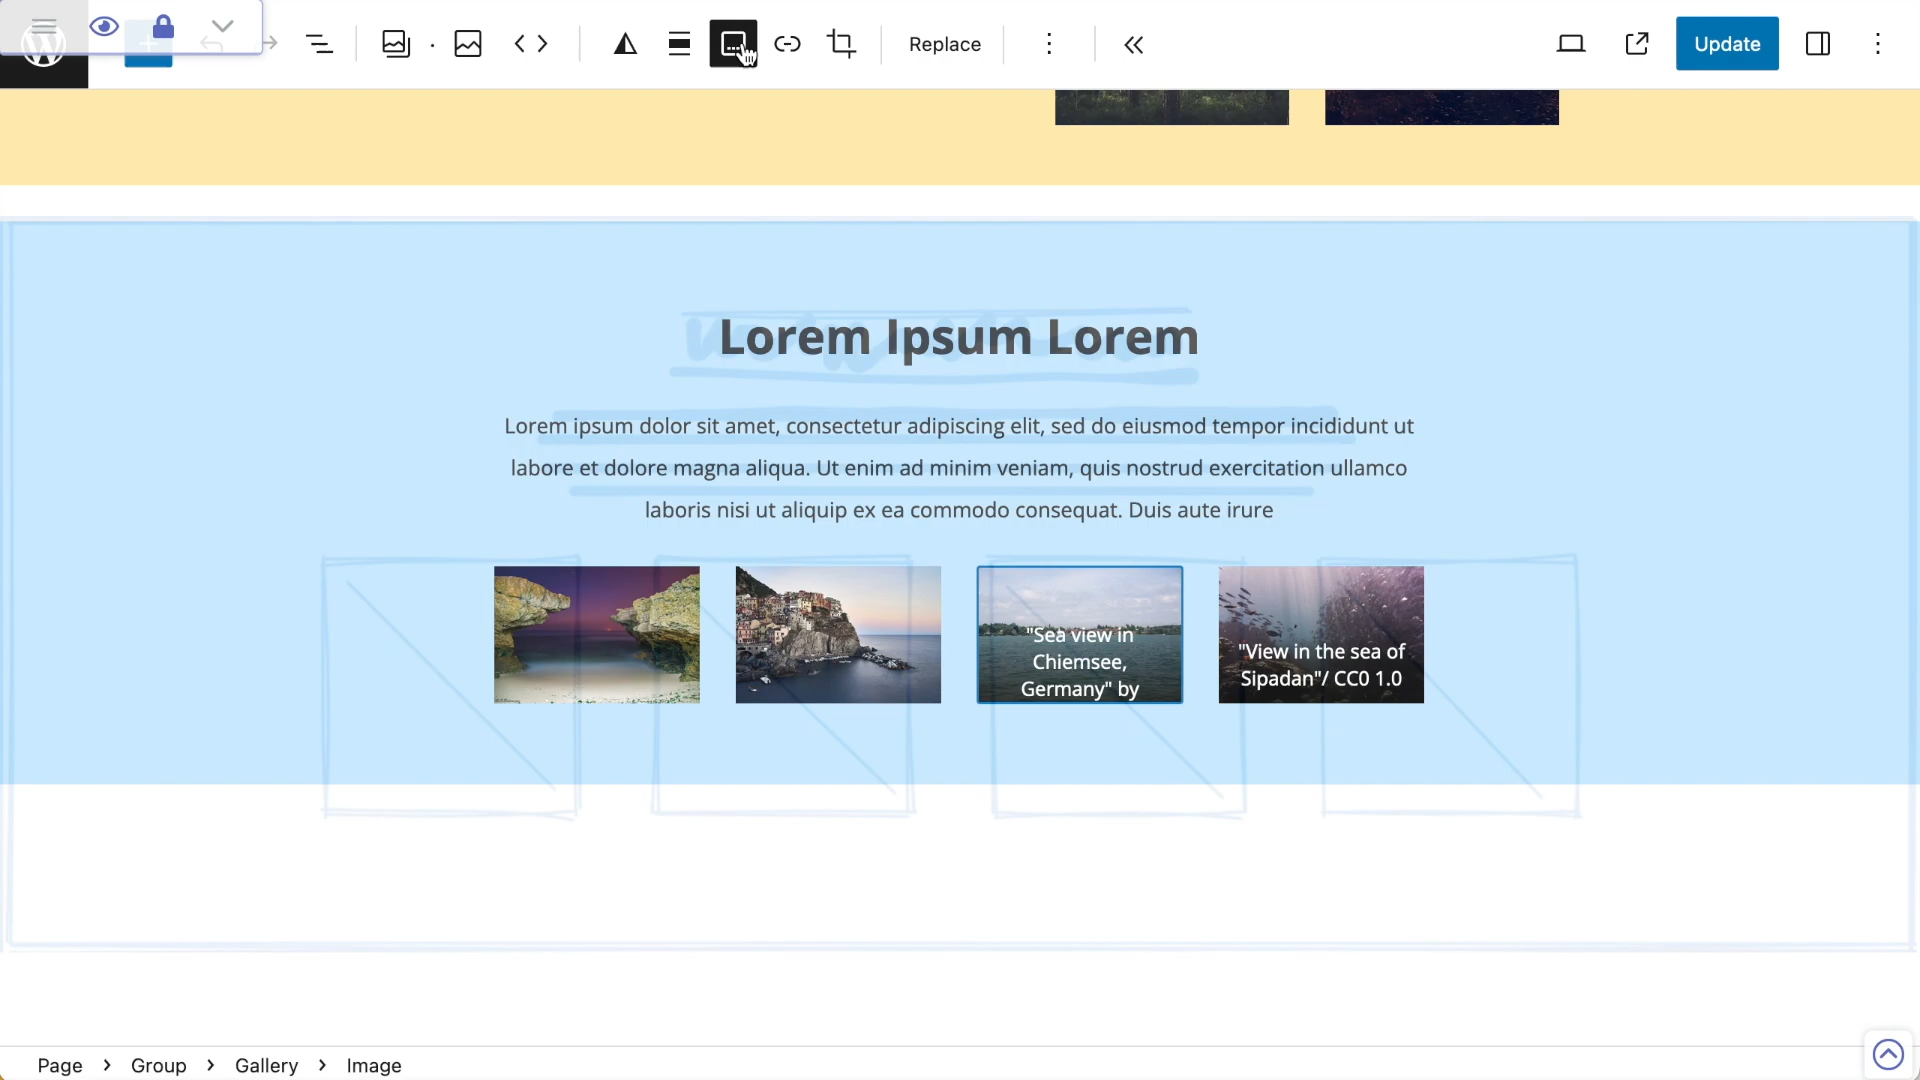 Replace
Update
Lorem Ipsum Lorem
Lorem ipsum dolor sit amet, consectetur adipiscing elit, sed do eiusmod tempor incididunt ut
labore et dolore magna aliqua. Ut enim ad minim veniam, quis nostrud exercitation ullamco
laboris nisi ut aliquip ex ea commodo consequat. Duis aute irure
"Sea view in
Chiemsee,
Germany" by
"View in the sea of
Sipadan"/ CC0 1.0
Page > Group > Gallery > Image